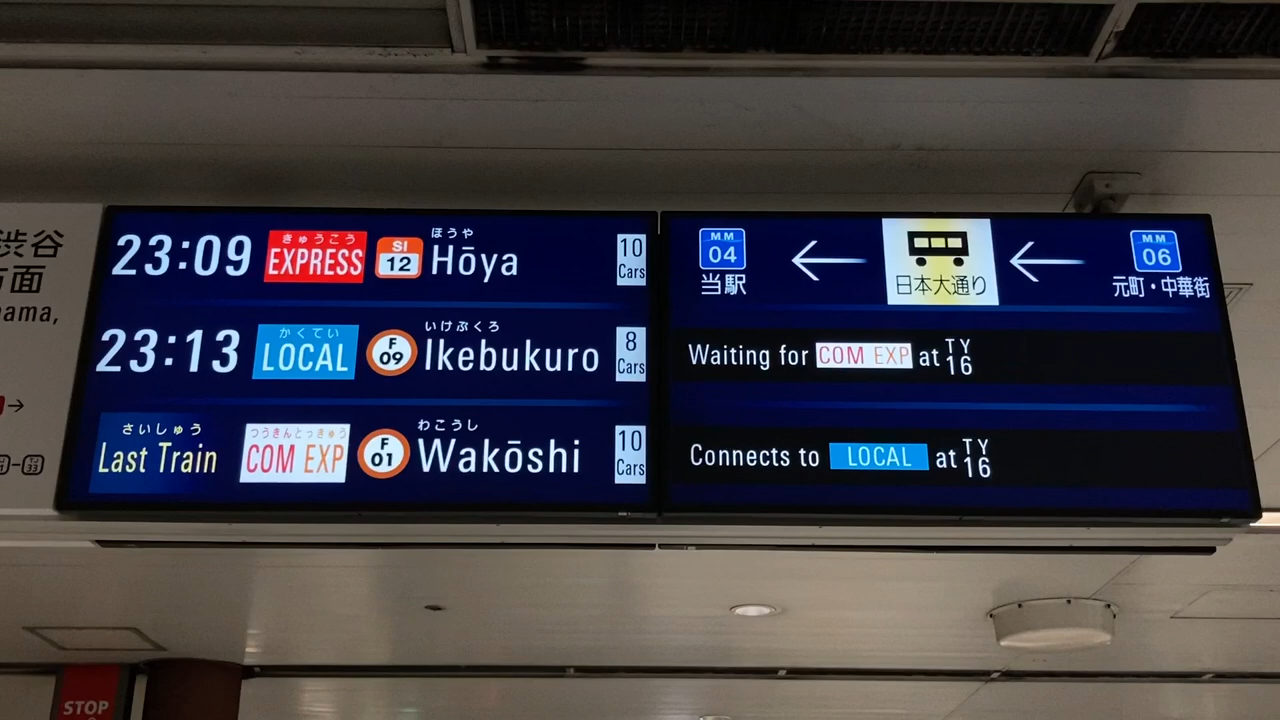 渋谷
方面
ama,
→
23:09 きゅうこう EXPRESS SI 12 ほうや Hōya 10 Cars
23:13 かくてい LOCAL F 09 いけぶくろ Ikebukuro 8 Cars
さいしゅう Last Train つうきんとっきゅう COM EXP F 01 わこうし Wakōshi 10 Cars
MM 04 当駅 ← 日本大通り ← MM 06 元町・中華街
Waiting for COM EXP at TY 16
Connects to LOCAL at TY 16
STOP